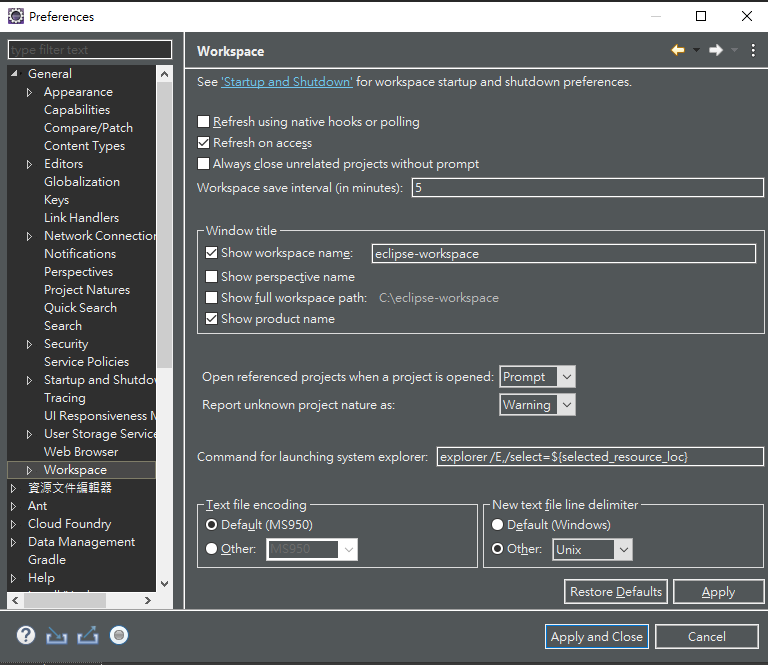 Preferences
type filter text
General
Appearance
Capabilities
Compare/Patch
Content Types
Editors
Globalization
Keys
Link Handlers
Network Connection
Notifications
Perspectives
Project Natures
Quick Search
Search
Security
Service Policies
Startup and Shutdow
Tracing
UI Responsiveness M
User Storage Service
Web Browser
Workspace
資源文件編輯器
Ant
Cloud Foundry
Data Management
Gradle
Help
Workspace
See 'Startup and Shutdown' for workspace startup and shutdown preferences.
Refresh using native hooks or polling
Refresh on access
Always close unrelated projects without prompt
Workspace save interval (in minutes): 5
Window title
Show workspace name: eclipse-workspace
Show perspective name
Show full workspace path: C:\eclipse-workspace
Show product name
Open referenced projects when a project is opened: Prompt
Report unknown project nature as: Warning
Command for launching system explorer: explorer /E,/select=${selected_resource_loc}
Text file encoding
Default (MS950)
Other: MS950
New text file line delimiter
Default (Windows)
Other: Unix
Restore Defaults Apply
Apply and Close Cancel